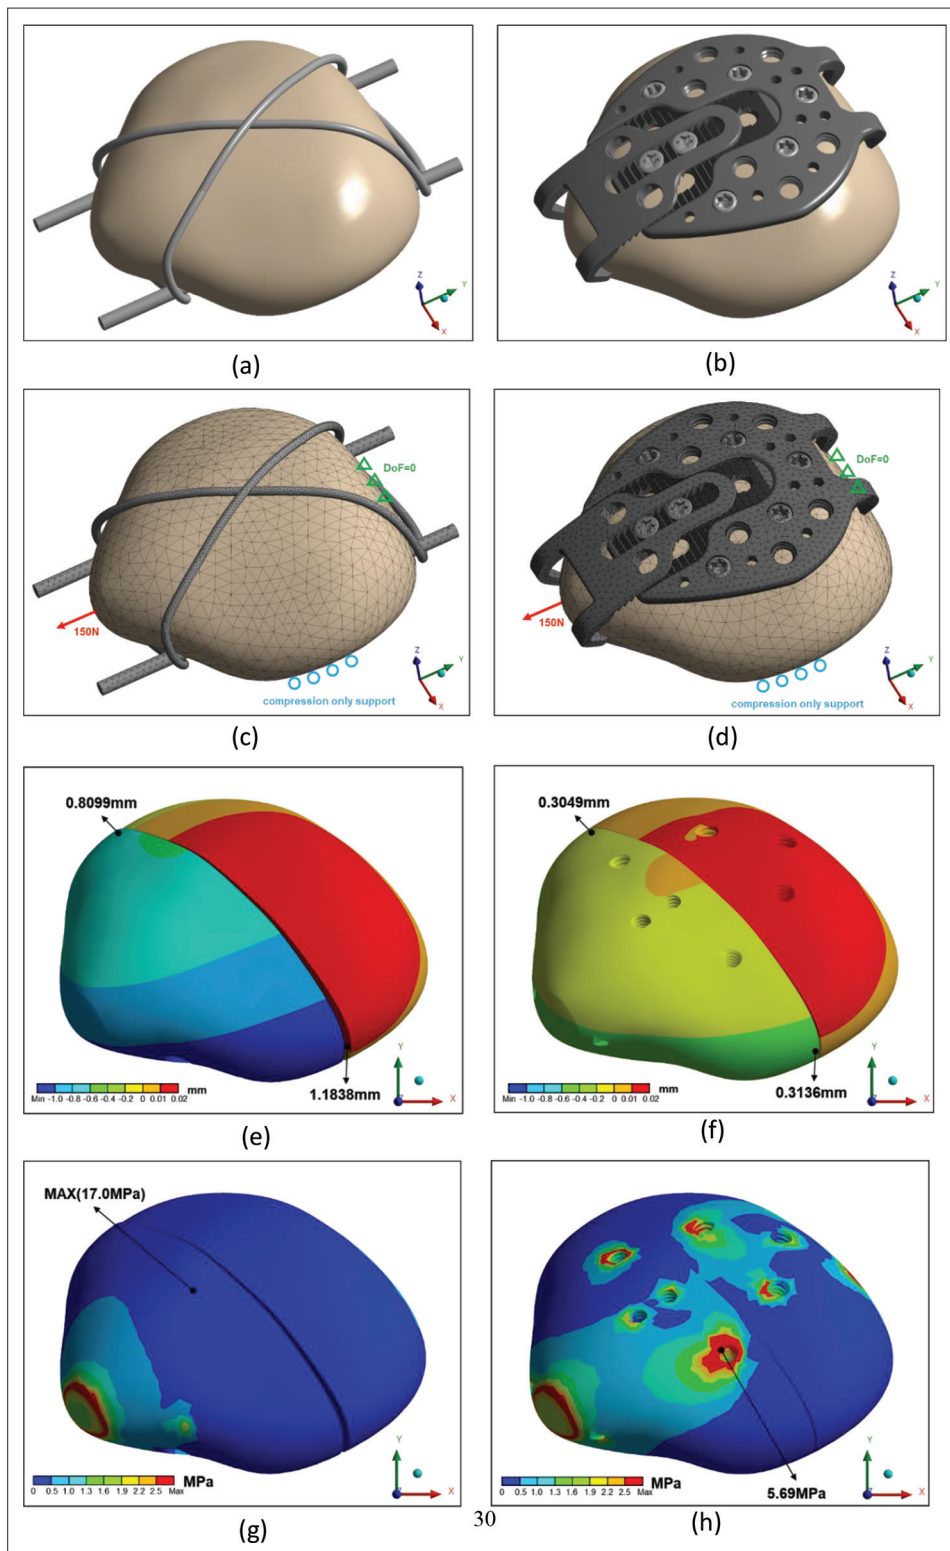 Z
Y
X
(a)
Z
Y
X
(b)
DoF=0
150N
compression only support
Z
Y
X
(c)
DoF=0
150N
compression only support
Z
Y
X
(d)
0.8099mm
1.1838mm
mm
Min -1.0 -0.8 -0.6 -0.4 -0.2 0 0.01 0.02
Y
Z
X
(e)
0.3049mm
0.3136mm
mm
Min -1.0 -0.8 -0.6 -0.4 -0.2 0 0.01 0.02
Y
Z
X
(f)
MAX(17.0MPa)
MPa
0 0.5 1.0 1.3 1.6 1.9 2.2 2.5 Max
Y
Z
X
(g)
30
MPa
0 0.5 1.0 1.3 1.6 1.9 2.2 2.5 Max
5.69MPa
Y
Z
X
(h)